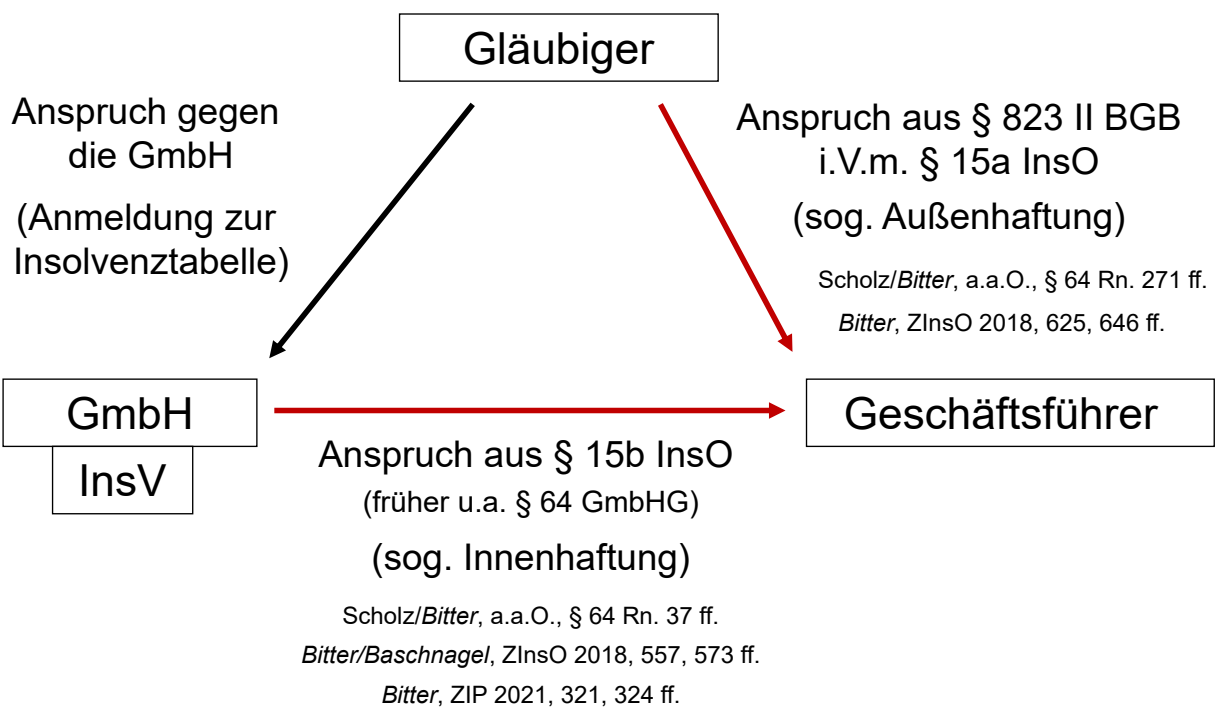 Gläubiger
Anspruch gegen
die GmbH
(Anmeldung zur
Insolvenztabelle)
Anspruch aus § 823 II BGB
i.V.m. § 15a InsO
(sog. Außenhaftung)
Scholz/Bitter, a.a.O., § 64 Rn. 271 ff.
Bitter, ZInsO 2018, 625, 646 ff.
GmbH
InsV
Geschäftsführer
Anspruch aus § 15b InsO
(früher u.a. § 64 GmbHG)
(sog. Innenhaftung)
Scholz/Bitter, a.a.O., § 64 Rn. 37 ff.
Bitter/Baschnagel, ZInsO 2018, 557, 573 ff.
Bitter, ZIP 2021, 321, 324 ff.